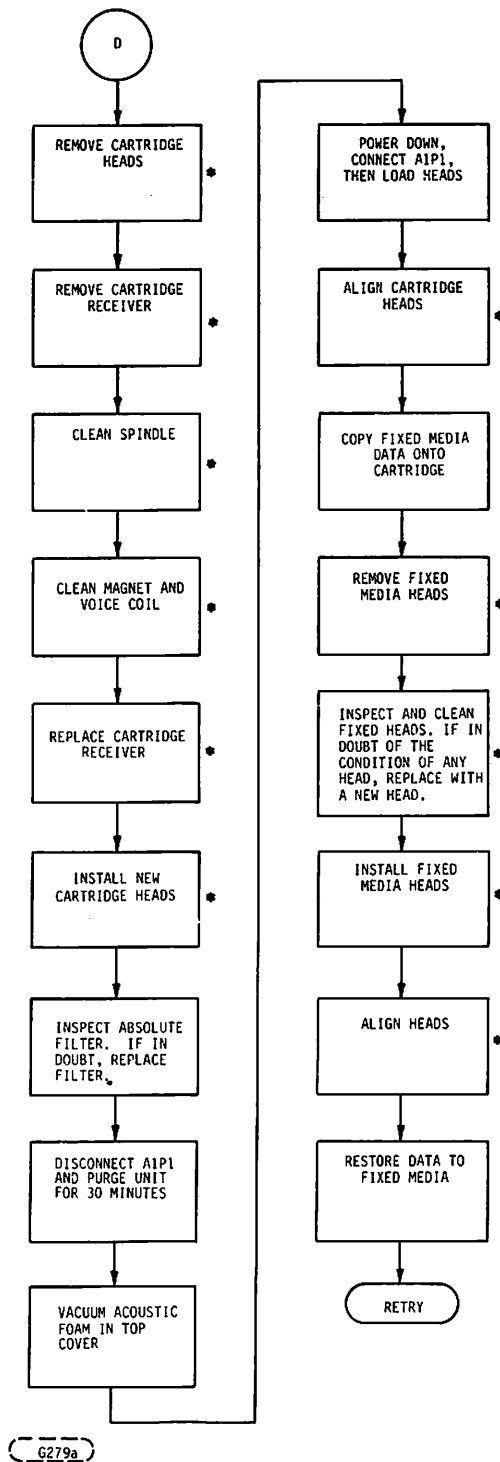 D
REMOVE CARTRIDGE
HEADS
*
REMOVE CARTRIDGE
RECEIVER
*
CLEAN SPINDLE
*
CLEAN MAGNET AND
VOICE COIL
*
REPLACE CARTRIDGE
RECEIVER
*
INSTALL NEW
CARTRIDGE HEADS
*
INSPECT ABSOLUTE
FILTER. IF IN
DOUBT, REPLACE
FILTER.
DISCONNECT A1P1
AND PURGE UNIT
FOR 30 MINUTES
VACUUM ACOUSTIC
FOAM IN TOP
COVER
POWER DOWN,
CONNECT A1P1,
THEN LOAD HEADS
ALIGN CARTRIDGE
HEADS
*
COPY FIXED MEDIA
DATA ONTO
CARTRIDGE
REMOVE FIXED
MEDIA HEADS
*
INSPECT AND CLEAN
FIXED HEADS. IF IN
DOUBT OF THE
CONDITION OF ANY
HEAD, REPLACE WITH
A NEW HEAD.
*
INSTALL FIXED
MEDIA HEADS
*
ALIGN HEADS
*
RESTORE DATA TO
FIXED MEDIA
RETRY
G279a